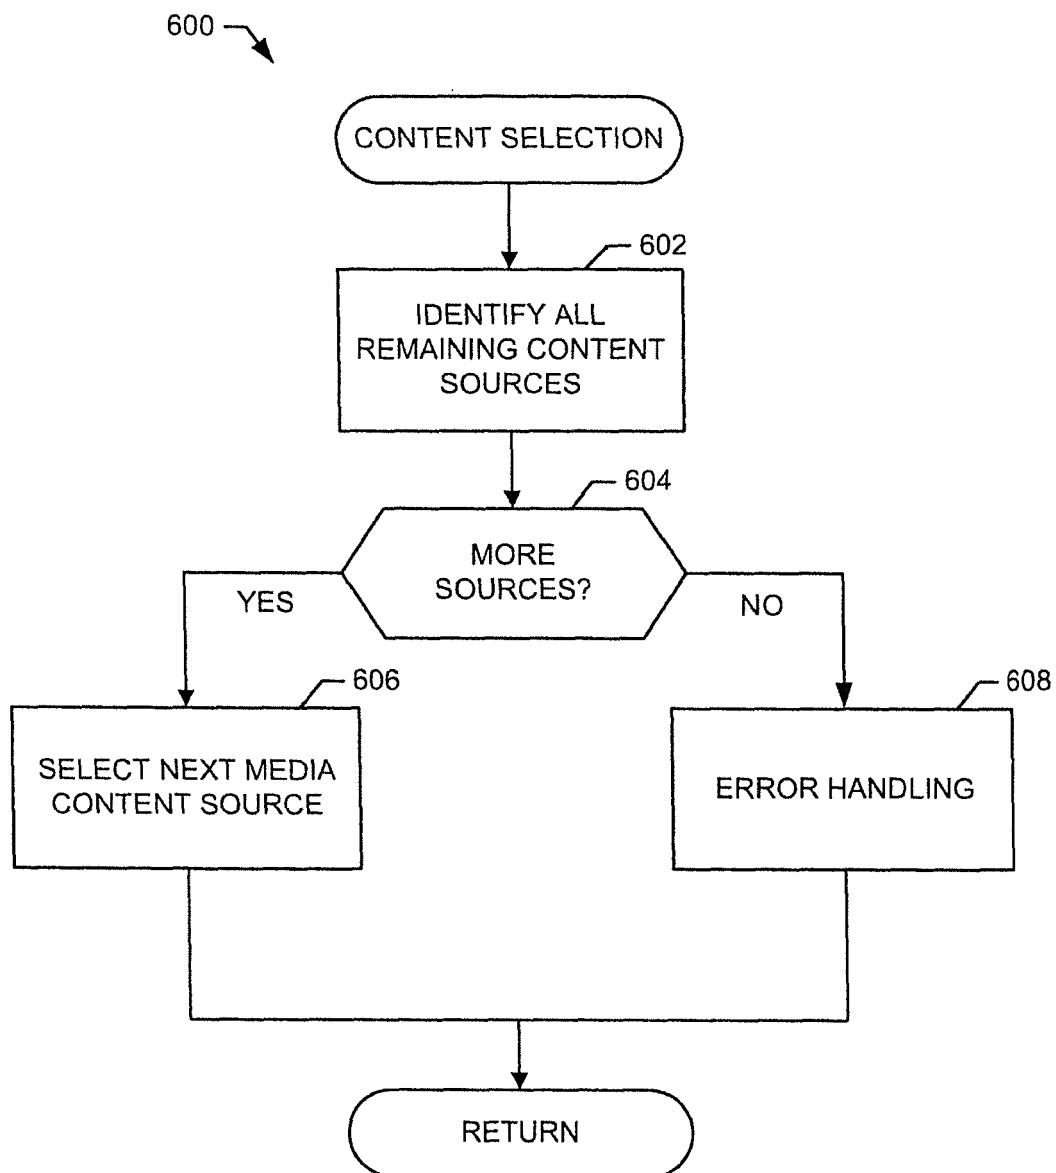 600
CONTENT SELECTION
602
IDENTIFY ALL
REMAINING CONTENT
SOURCES
604
MORE
SOURCES?
YES
NO
606
SELECT NEXT MEDIA
CONTENT SOURCE
608
ERROR HANDLING
RETURN